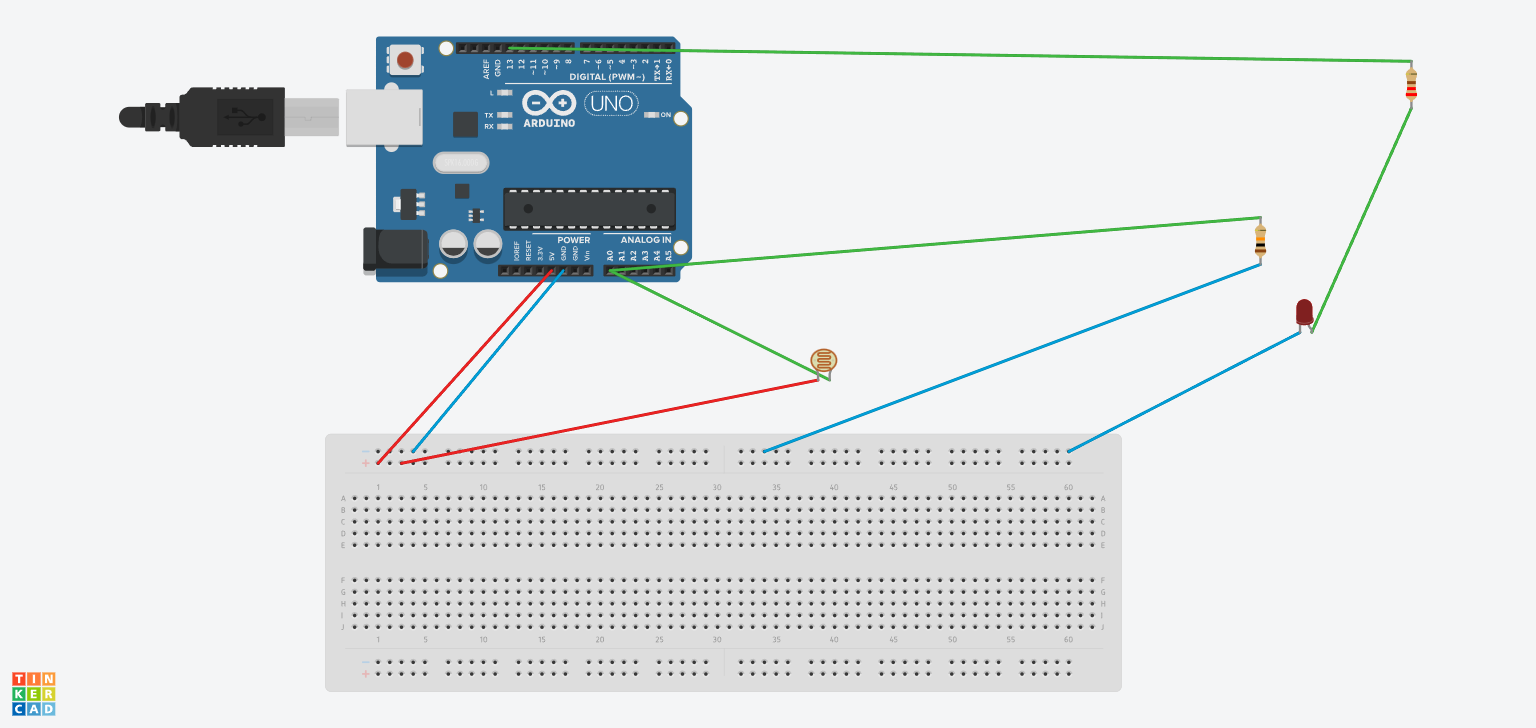 AREF
GND
13
12
~11
~10
~9
8
7
~6
~5
4
~3
2
TX→1
RX←0
DIGITAL (PWM~)
L
TX
RX
UNO
ARDUINO
ON
POWER
ANALOG IN
IOREF
RESET
3.3V
5V
GND
GND
Vin
A0
A1
A2
A3
A4
A5
−
+
1 5 10 15 20 25 30 35 40 45 50 55 60
A A
B B
C C
D D
E E
F F
G G
H H
I I
J J
1 5 10 15 20 25 30 35 40 45 50 55 60
−
+
TIN
KER
CAD